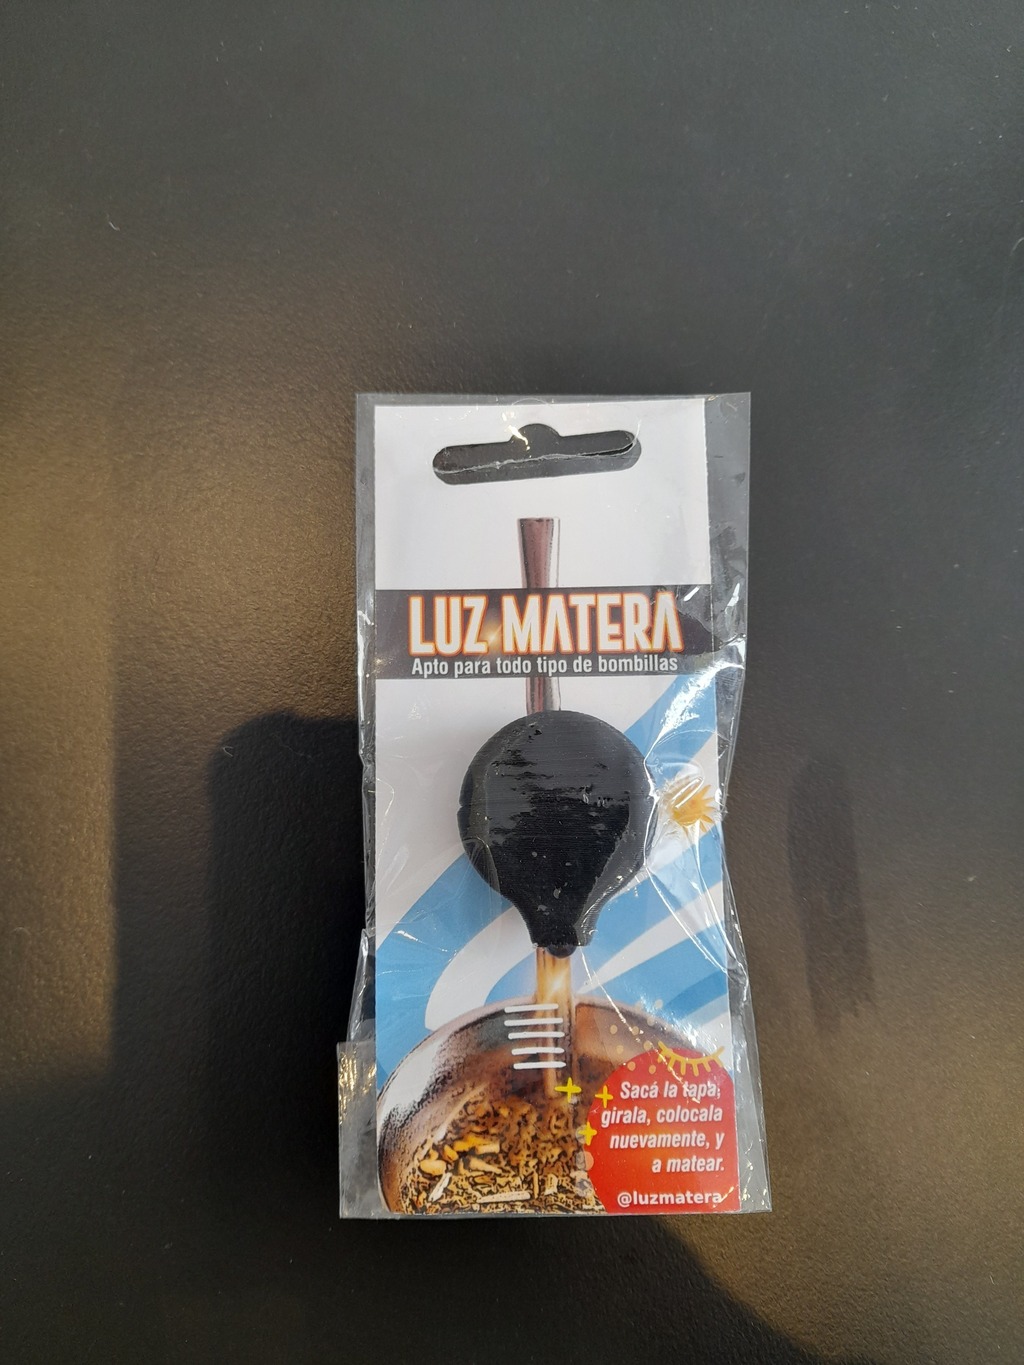 LUZ MATERA
Apto para todo tipo de bombillas
Sacá la tapa,
girala, colocala
nuevamente, y
a matear.
@luzmatera